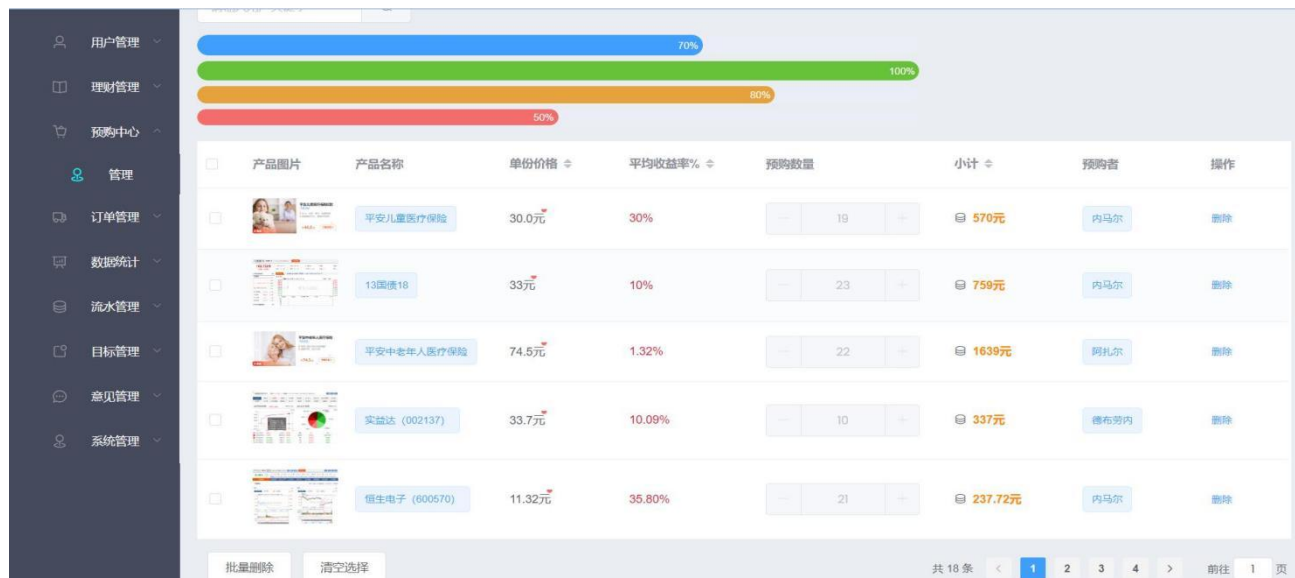 用户管理
理财管理
预购中心
管理
订单管理
数据统计
流水管理
目标管理
意见管理
系统管理
70%
100%
80%
50%
产品图片 产品名称 单份价格 平均收益率% 预购数量 小计 预购者 操作
平安儿童医疗保险 30.0元 30% 19 570元 内马尔 删除
13国债18 33元 10% 23 759元 内马尔 删除
平安中老年人医疗保险 74.5元 1.32% 22 1639元 阿扎尔 删除
实益达（002137） 33.7元 10.09% 10 337元 德布劳内 删除
恒生电子（600570） 11.32元 35.80% 21 237.72元 内马尔 删除
批量删除 清空选择 共 18 条 1 2 3 4 前往 1 页